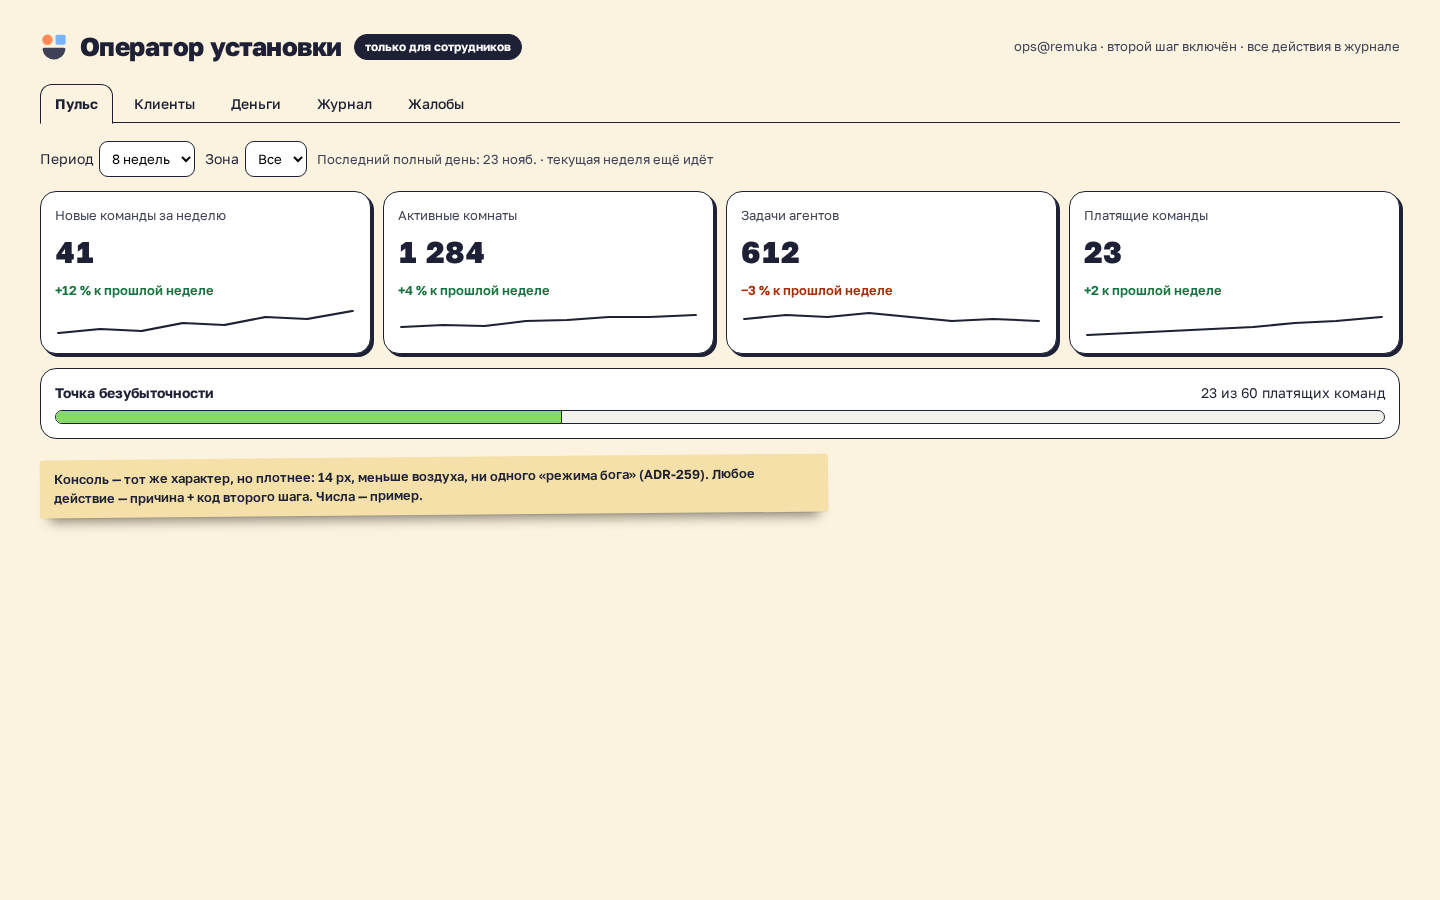 Оператор установки
только для сотрудников
ops@remuka · второй шаг включён · все действия в журнале
Пульс
Клиенты
Деньги
Журнал
Жалобы
Период
8 недель
Зона
Все
Последний полный день: 23 нояб. · текущая неделя ещё идёт
Новые команды за неделю
41
+12 % к прошлой неделе
Активные комнаты
1 284
+4 % к прошлой неделе
Задачи агентов
612
−3 % к прошлой неделе
Платящие команды
23
+2 к прошлой неделе
Точка безубыточности
23 из 60 платящих команд
Консоль — тот же характер, но плотнее: 14 px, меньше воздуха, ни одного «режима бога» (ADR-259). Любое
действие — причина + код второго шага. Числа — пример.